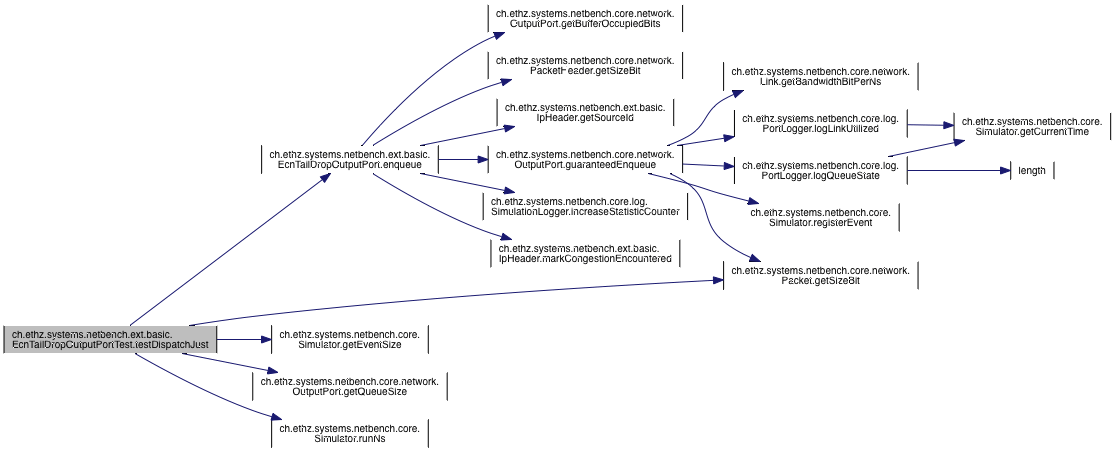 ch.ethz.systems.netbench.core.network.
OutputPort.getBufferOccupiedBits
ch.ethz.systems.netbench.core.network.
PacketHeader.getSizeBit
ch.ethz.systems.netbench.core.network.
Link.getBandwidthBitPerNs
ch.ethz.systems.netbench.ext.basic.
IpHeader.getSourceId
ch.ethz.systems.netbench.core.log.
PortLogger.logLinkUtilized
ch.ethz.systems.netbench.core.
Simulator.getCurrentTime
ch.ethz.systems.netbench.ext.basic.
EcnTailDropOutputPort.enqueue
ch.ethz.systems.netbench.core.network.
OutputPort.guaranteedEnqueue
ch.ethz.systems.netbench.core.log.
PortLogger.logQueueState
length
ch.ethz.systems.netbench.core.log.
SimulationLogger.increaseStatisticCounter
ch.ethz.systems.netbench.core.
Simulator.registerEvent
ch.ethz.systems.netbench.ext.basic.
IpHeader.markCongestionEncountered
ch.ethz.systems.netbench.core.network.
Packet.getSizeBit
ch.ethz.systems.netbench.ext.basic.
EcnTailDropOutputPortTest.testDispatchJust
ch.ethz.systems.netbench.core.
Simulator.getEventSize
ch.ethz.systems.netbench.core.network.
OutputPort.getQueueSize
ch.ethz.systems.netbench.core.
Simulator.runNs